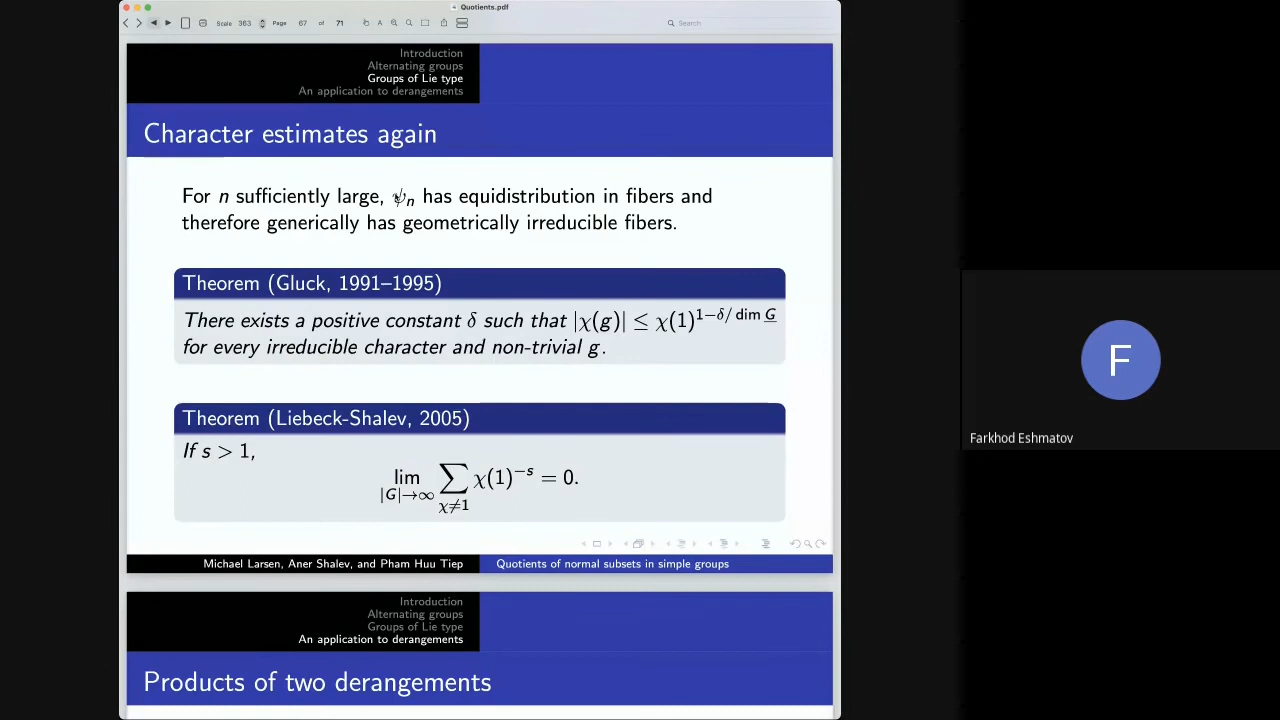 Quotients.pdf
Scale 363 Page 67 of 71 Search
Introduction
Alternating groups
Groups of Lie type
An application to derangements
Character estimates again
For n sufficiently large, ψₙ has equidistribution in fibers and
therefore generically has geometrically irreducible fibers.
Theorem (Gluck, 1991–1995)
There exists a positive constant δ such that |χ(g)| ≤ χ(1)^{1−δ/ dim \underline{G}}
for every irreducible character and non-trivial g.
Theorem (Liebeck-Shalev, 2005)
If s > 1,
lim_{|G|→∞} ∑_{χ≠1} χ(1)^{−s} = 0.
Michael Larsen, Aner Shalev, and Pham Huu Tiep Quotients of normal subsets in simple groups
Introduction
Alternating groups
Groups of Lie type
An application to derangements
Products of two derangements
F
Farkhod Eshmatov